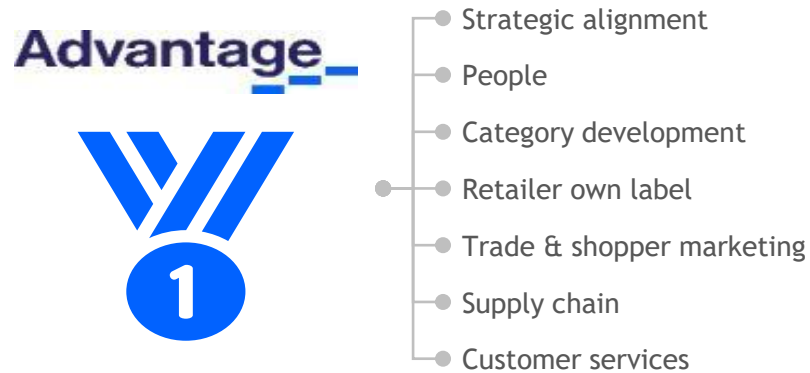 Advantage
1
Strategic alignment
People
Category development
Retailer own label
Trade & shopper marketing
Supply chain
Customer services